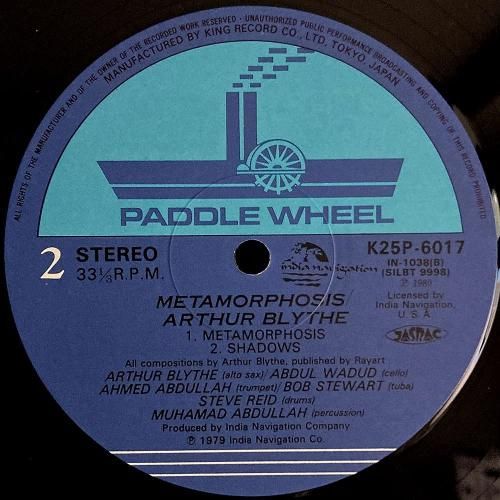 ALL RIGHTS OF THE MANUFACTURER AND OF THE OWNER OF THE RECORDED WORK RESERVED · UNAUTHORIZED PUBLIC PERFORMANCE BROADCASTING AND COPYING OF THIS RECORD PROHIBITED
MANUFACTURED BY KING RECORD CO., LTD, TOKYO, JAPAN
PADDLE WHEEL
2 STEREO
33⅓ R.P.M.
K25P-6017
IN-1038(B)
(SILBT 9998)
india navigation
℗ 1980
Licensed by
India Navigation,
U. S. A.
JASRAC
METAMORPHOSIS/
ARTHUR BLYTHE
1. METAMORPHOSIS
2. SHADOWS
All compositions by Arthur Blythe, published by Rayart
ARTHUR BLYTHE (alto sax)/ABDUL WADUD (cello)
AHMED ABDULLAH (trumpet)/BOB STEWART (tuba)
STEVE REID (drums)
MUHAMAD ABDULLAH (percussion)
Produced by India Navigation Company
℗ 1979 India Navigation Co.